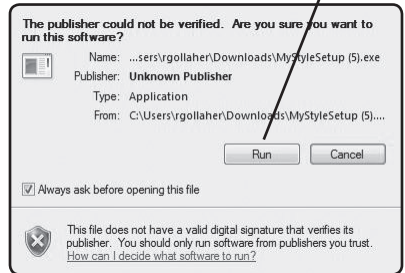 The publisher could not be verified. Are you sure you want to
run this software?
Name: ...sers\rgollaher\Downloads\MyStyleSetup (5).exe
Publisher: Unknown Publisher
Type: Application
From: C:\Users\rgollaher\Downloads\MyStyleSetup (5)....
Run Cancel
Always ask before opening this file
This file does not have a valid digital signature that verifies its
publisher. You should only run software from publishers you trust.
How can I decide what software to run?